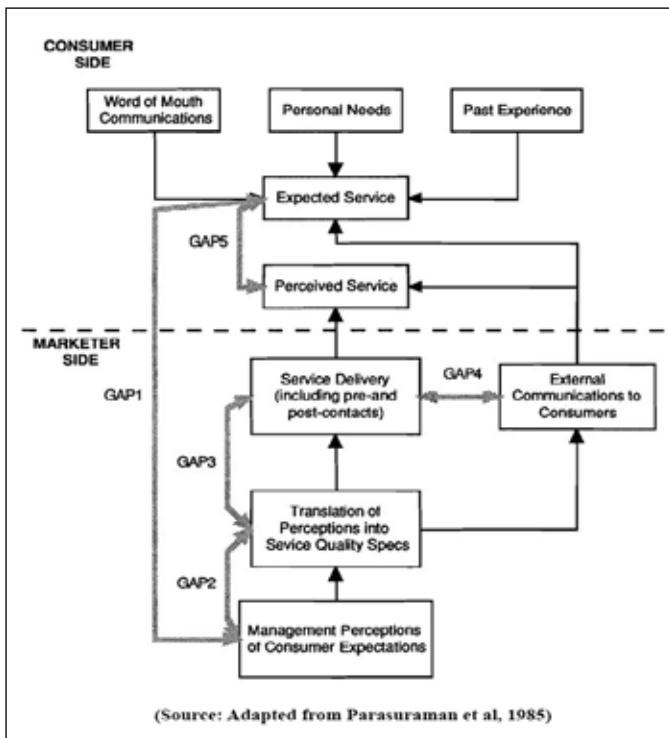 CONSUMER
SIDE
Word of Mouth
Communications
Personal Needs
Past Experience
Expected Service
GAP5
Perceived Service
MARKETER
SIDE
GAP1
Service Delivery
(including pre-and
post-contacts)
GAP4
External
Communications to
Consumers
GAP3
Translation of
Perceptions into
Sevice Quality Specs
GAP2
Management Perceptions
of Consumer Expectations
(Source: Adapted from Parasuraman et al, 1985)